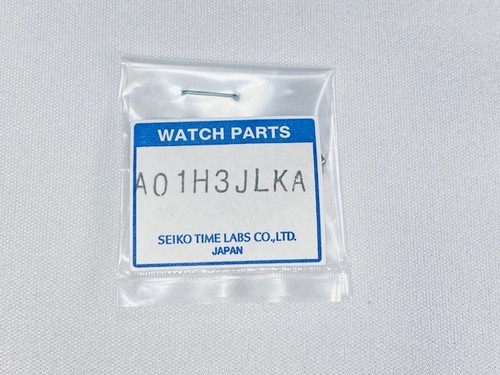 WATCH PARTS
A01H3JLKA
SEIKO TIME LABS CO.,LTD.
JAPAN